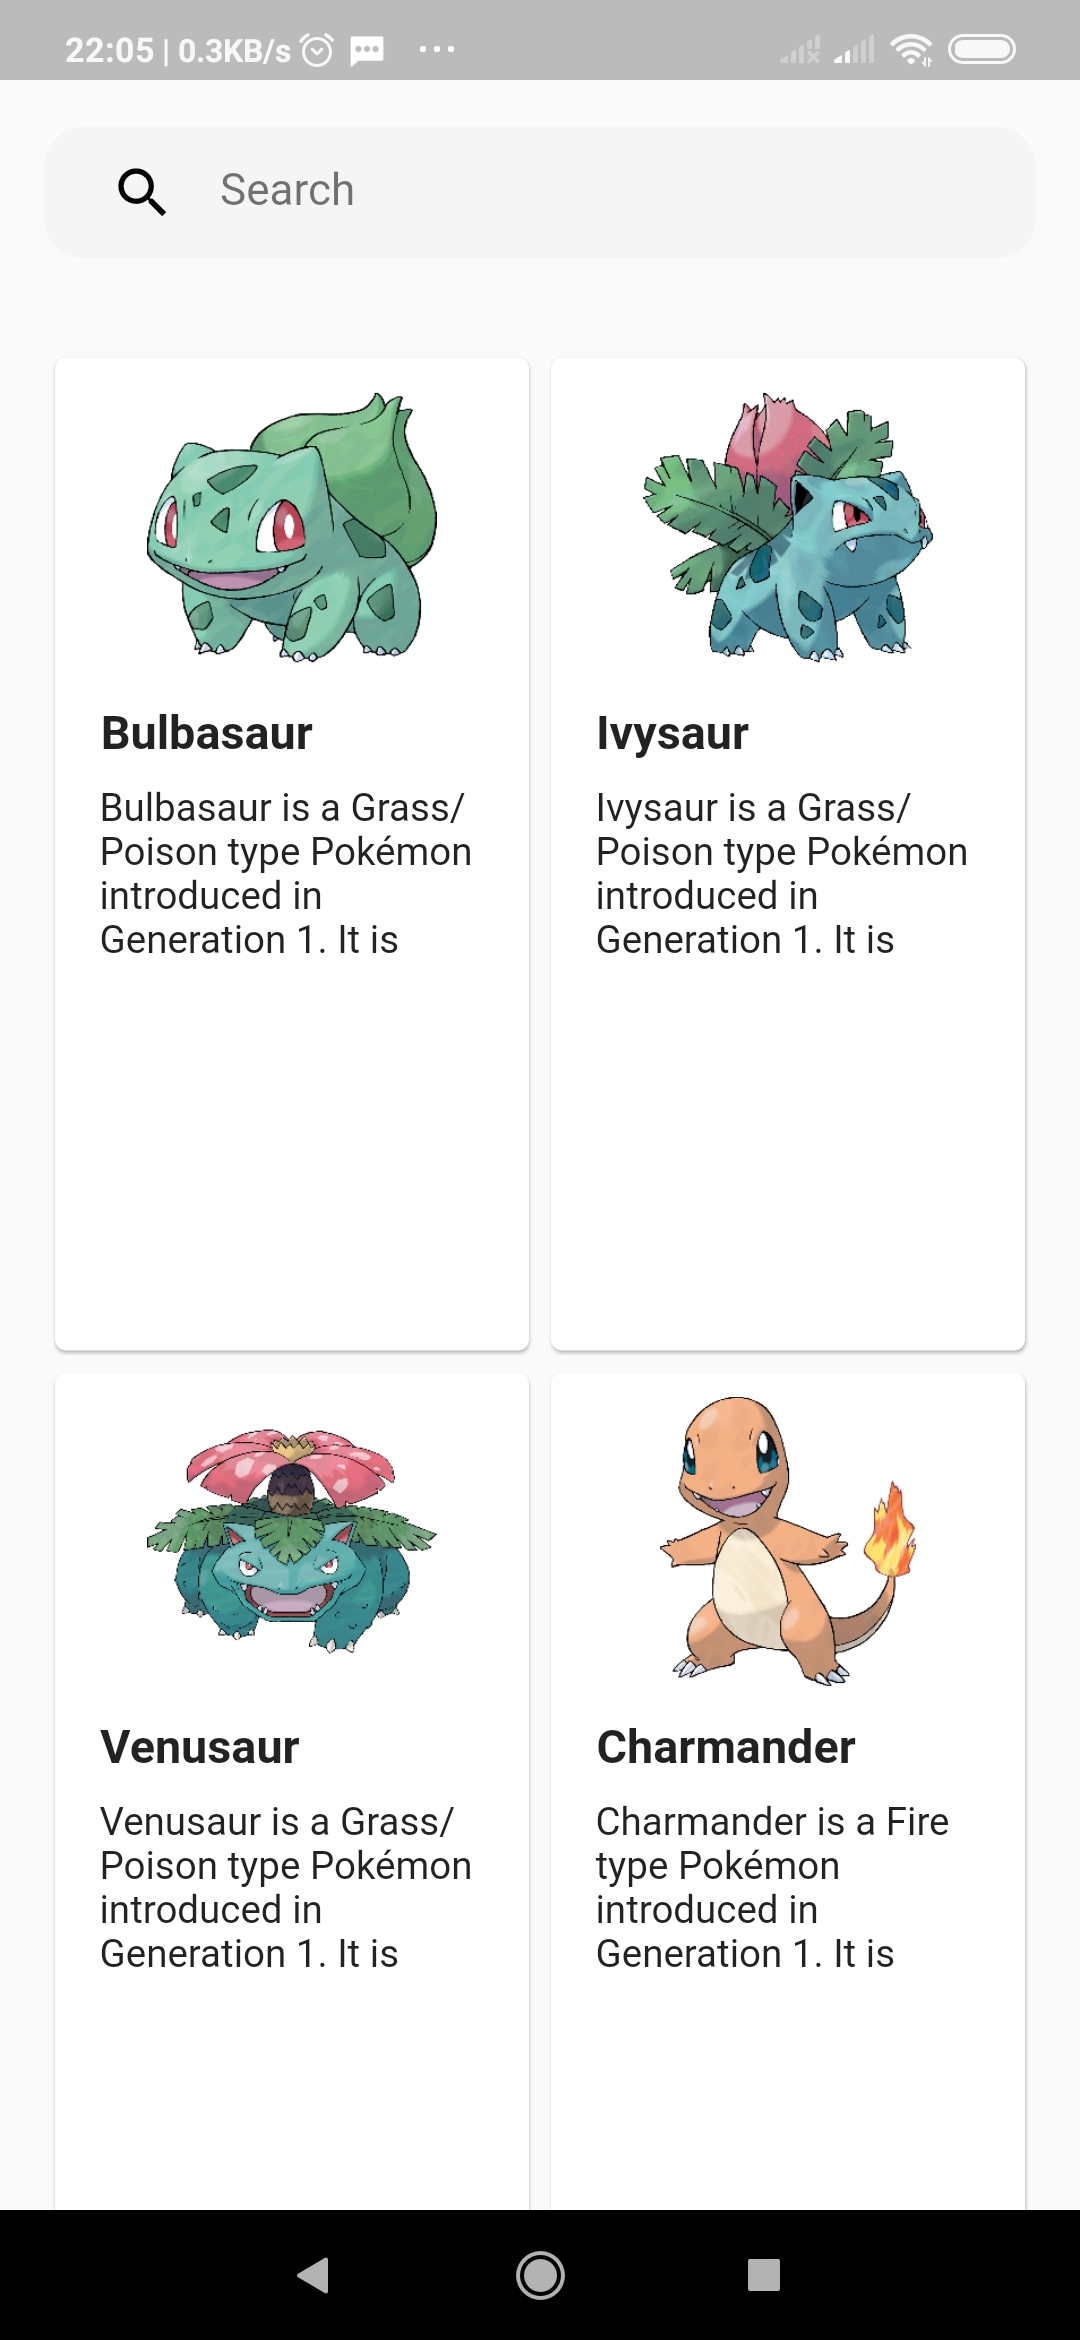 22:05 | 0.3KB/s
Search
Bulbasaur
Bulbasaur is a Grass/
Poison type Pokémon
introduced in
Generation 1. It is
Ivysaur
Ivysaur is a Grass/
Poison type Pokémon
introduced in
Generation 1. It is
Venusaur
Venusaur is a Grass/
Poison type Pokémon
introduced in
Generation 1. It is
Charmander
Charmander is a Fire
type Pokémon
introduced in
Generation 1. It is